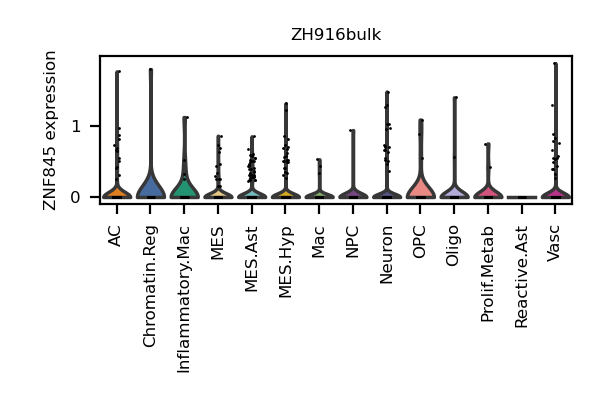 ZH916bulk
ZNF845 expression
1
0
AC
Chromatin.Reg
Inflammatory.Mac
MES
MES.Ast
MES.Hyp
Mac
NPC
Neuron
OPC
Oligo
Prolif.Metab
Reactive.Ast
Vasc